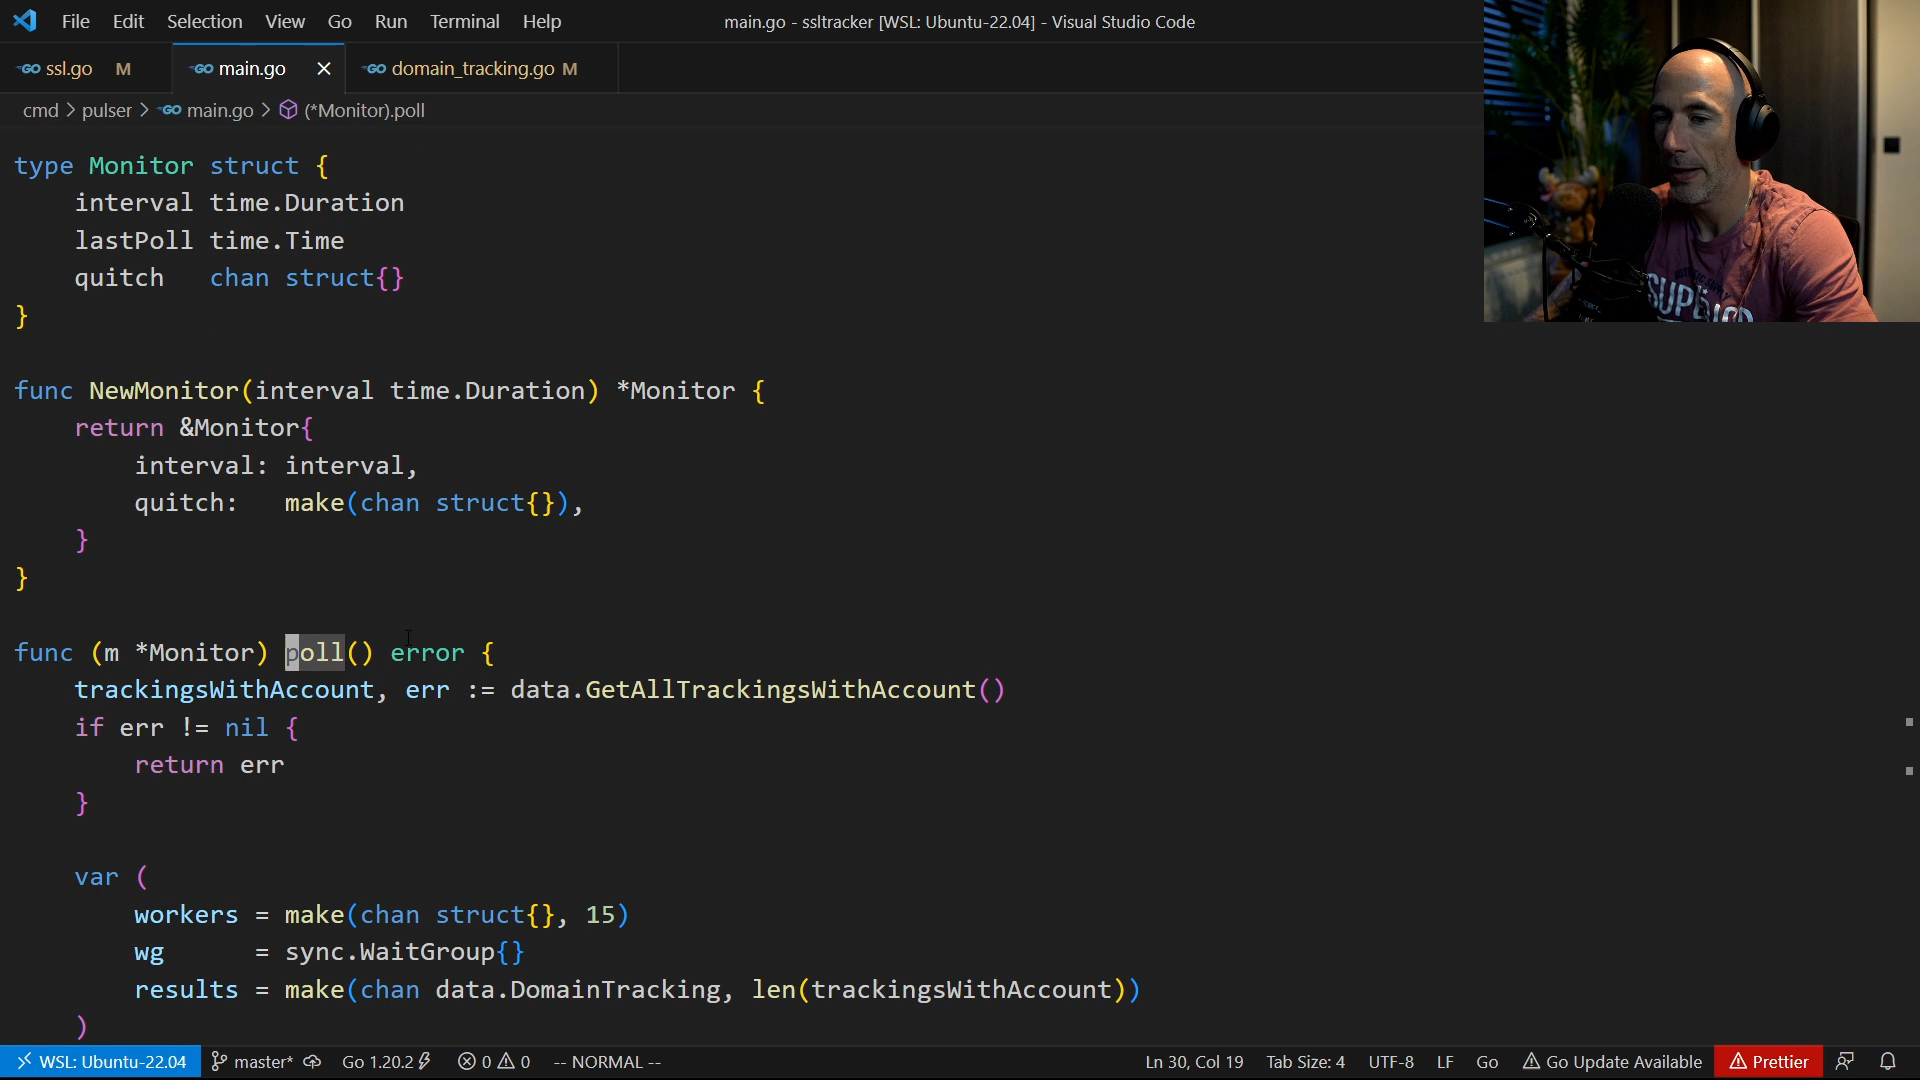 File Edit Selection View Go Run Terminal Help
main.go - ssltracker [WSL: Ubuntu-22.04] - Visual Studio Code
GO ssl.go M GO main.go × GO domain_tracking.go M
cmd > pulser > GO main.go > (*Monitor).poll
type Monitor struct {
    interval time.Duration
    lastPoll time.Time
    quitch   chan struct{}
}
func NewMonitor(interval time.Duration) *Monitor {
    return &Monitor{
        interval: interval,
        quitch:   make(chan struct{}),
    }
}
func (m *Monitor) poll() error {
    trackingsWithAccount, err := data.GetAllTrackingsWithAccount()
    if err != nil {
        return err
    }
    var (
        workers = make(chan struct{}, 15)
        wg      = sync.WaitGroup{}
        results = make(chan data.DomainTracking, len(trackingsWithAccount))
    )
WSL: Ubuntu-22.04 master* Go 1.20.2 0 0 -- NORMAL -- Ln 30, Col 19 Tab Size: 4 UTF-8 LF Go Go Update Available Prettier